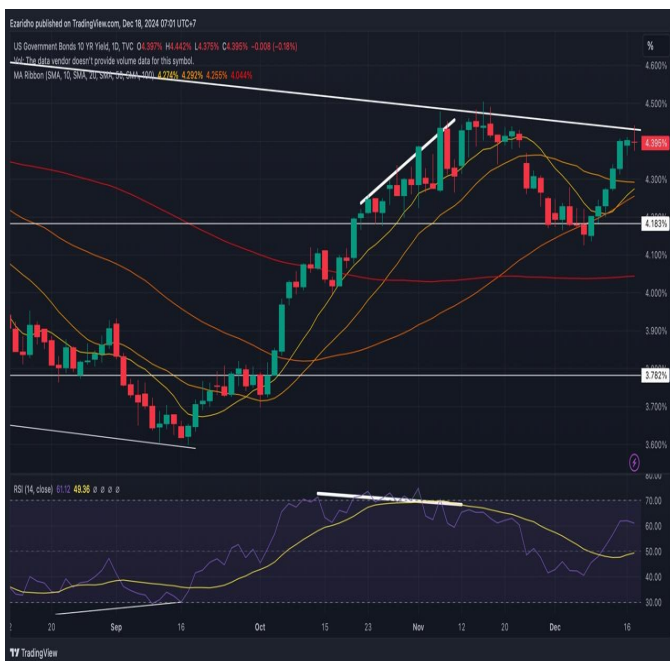 Ezaridho published on TradingView.com, Dec 18, 2024 07:01 UTC+7
US Government Bonds 10 YR Yield, 1D, TVC O4.397% H4.442% L4.375% C4.395% -0.008 (-0.18%)
Vol: The data vendor doesn't provide volume data for this symbol.
MA Ribbon (SMA, 10, SMA, 20, SMA, 50, SMA, 100) 4.274% 4.292% 4.255% 4.044%
%
4.600%
4.500%
4.395%
4.300%
4.200%
4.183%
4.100%
4.000%
3.900%
3.800%
3.782%
3.700%
3.600%
80.00
RSI (14, close) 61.12 49.36 ø ø ø ø
70.00
60.00
50.00
40.00
30.00
2 20 Sep 16 Oct 15 23 Nov 12 20 Dec 16
TradingView